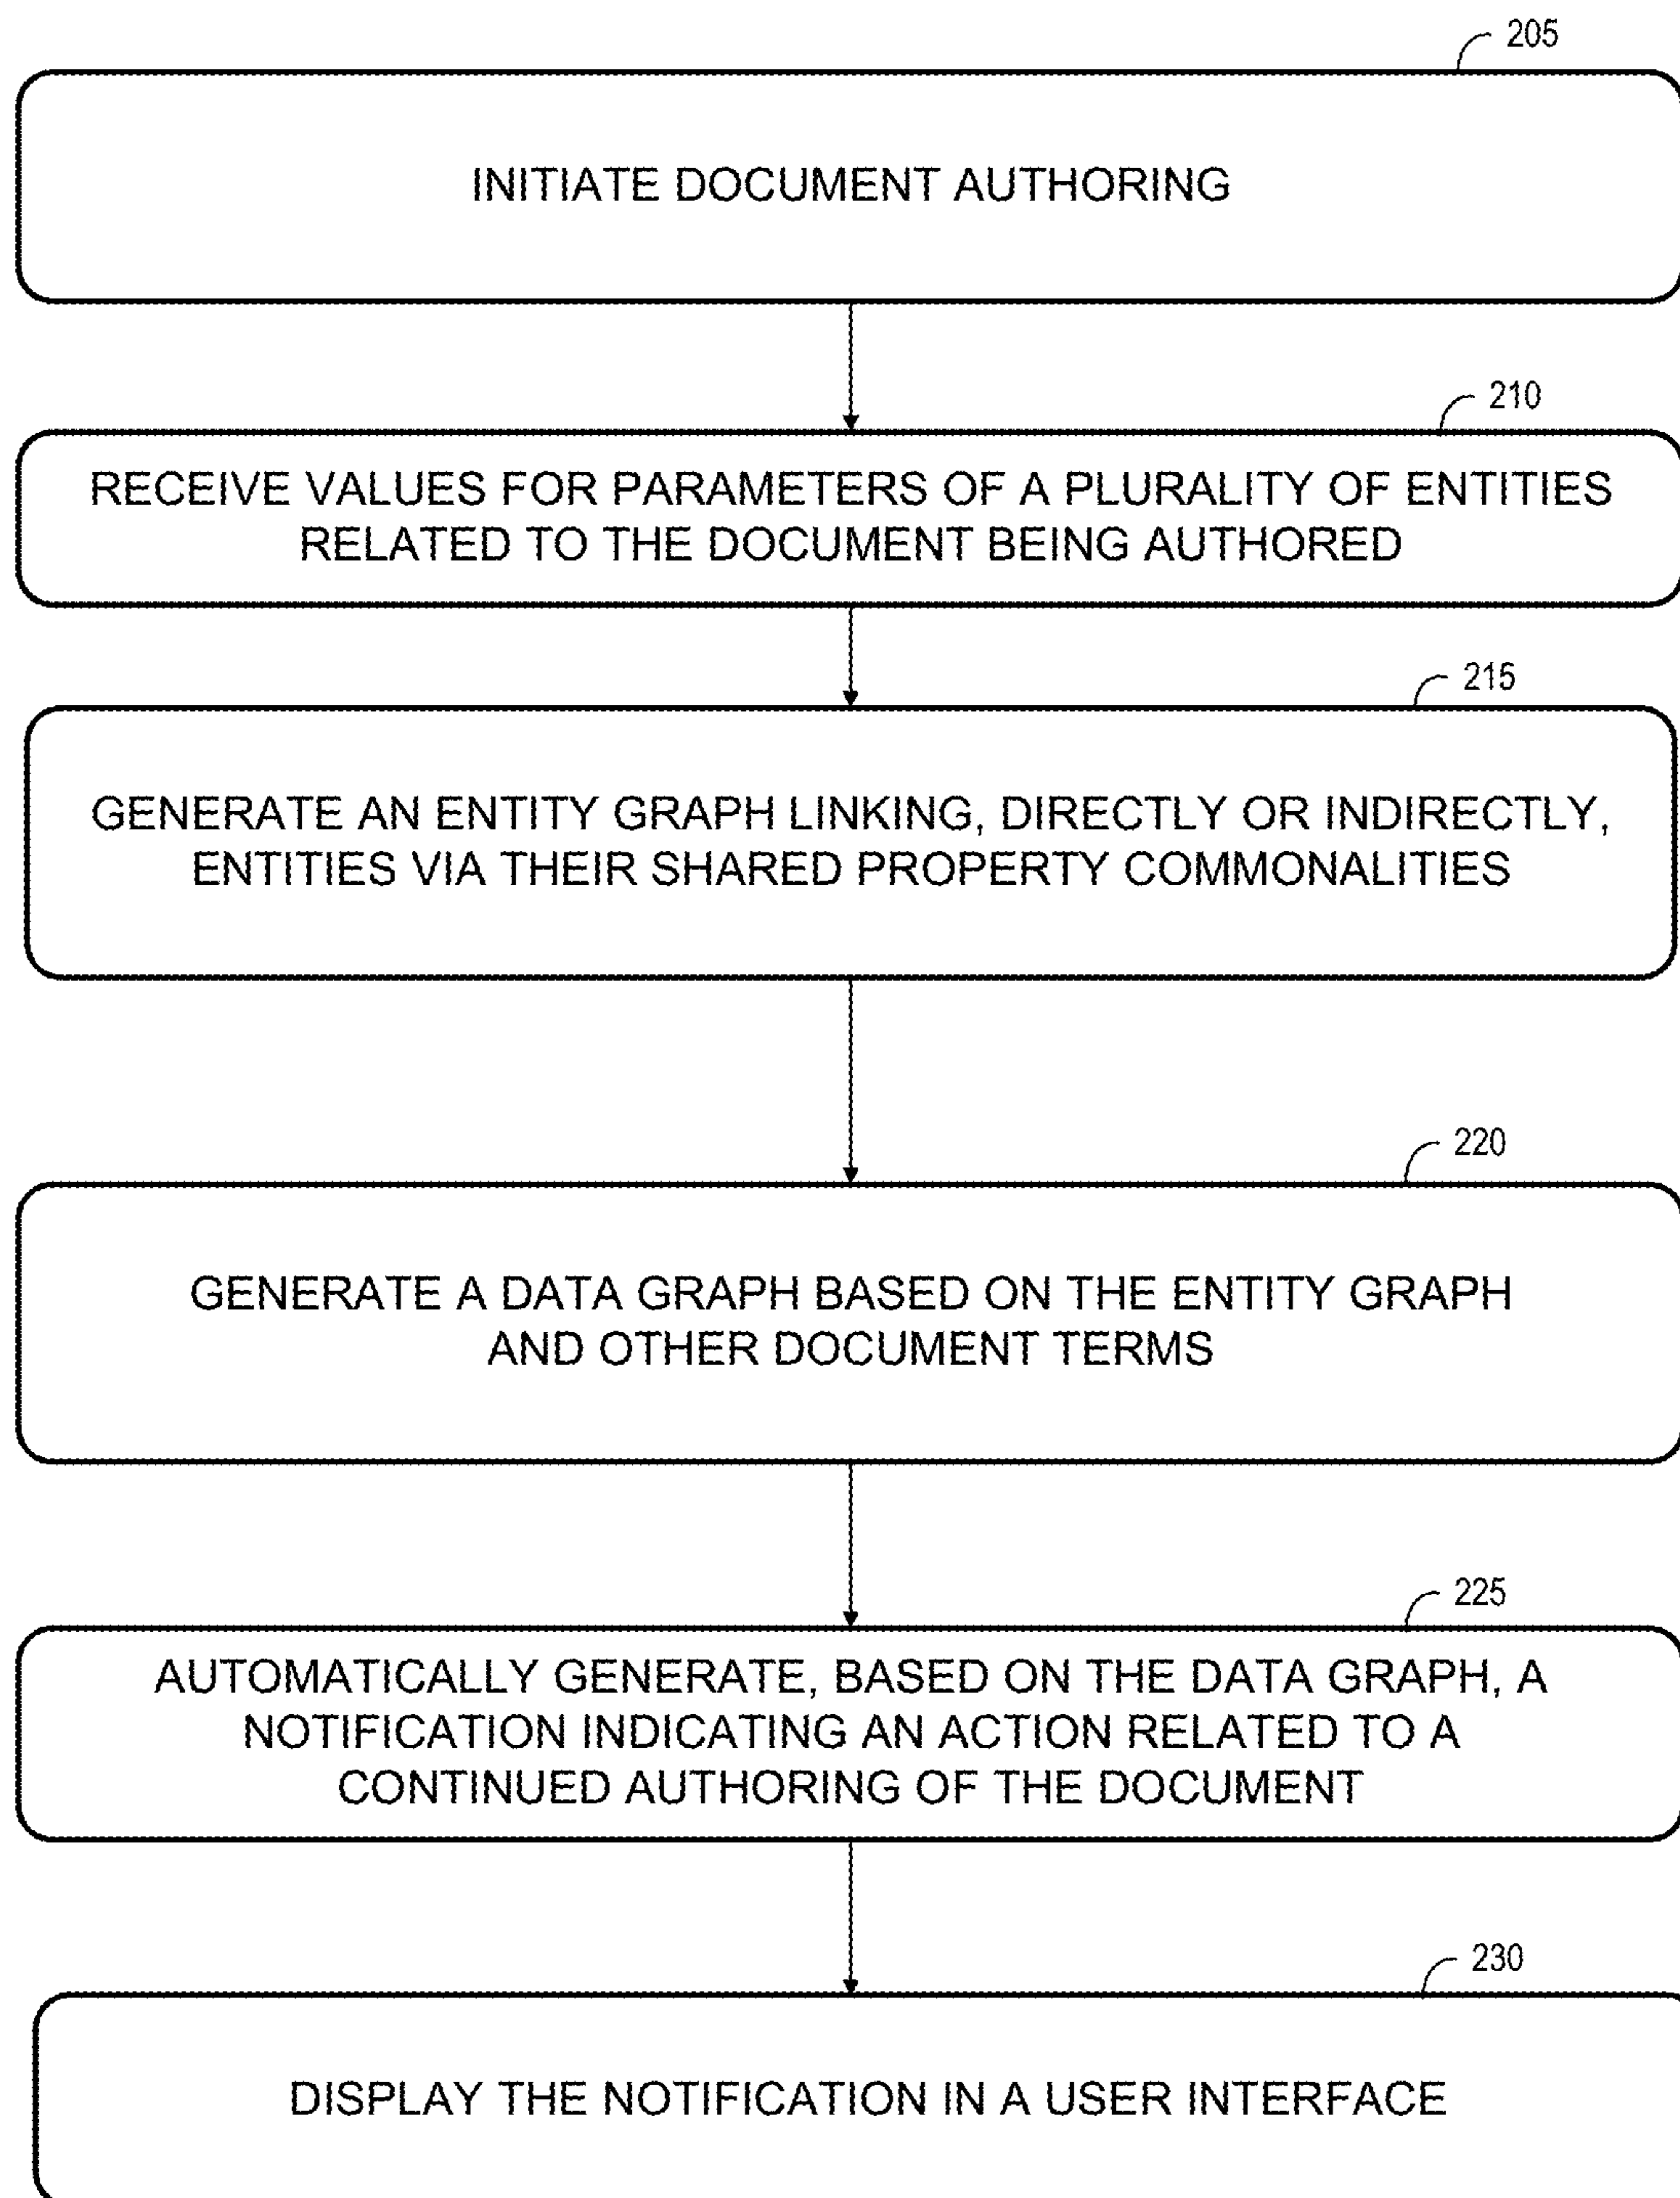 205
INITIATE DOCUMENT AUTHORING
210
RECEIVE VALUES FOR PARAMETERS OF A PLURALITY OF ENTITIES
RELATED TO THE DOCUMENT BEING AUTHORED
215
GENERATE AN ENTITY GRAPH LINKING, DIRECTLY OR INDIRECTLY,
ENTITIES VIA THEIR SHARED PROPERTY COMMONALITIES
220
GENERATE A DATA GRAPH BASED ON THE ENTITY GRAPH
AND OTHER DOCUMENT TERMS
225
AUTOMATICALLY GENERATE, BASED ON THE DATA GRAPH, A
NOTIFICATION INDICATING AN ACTION RELATED TO A
CONTINUED AUTHORING OF THE DOCUMENT
230
DISPLAY THE NOTIFICATION IN A USER INTERFACE